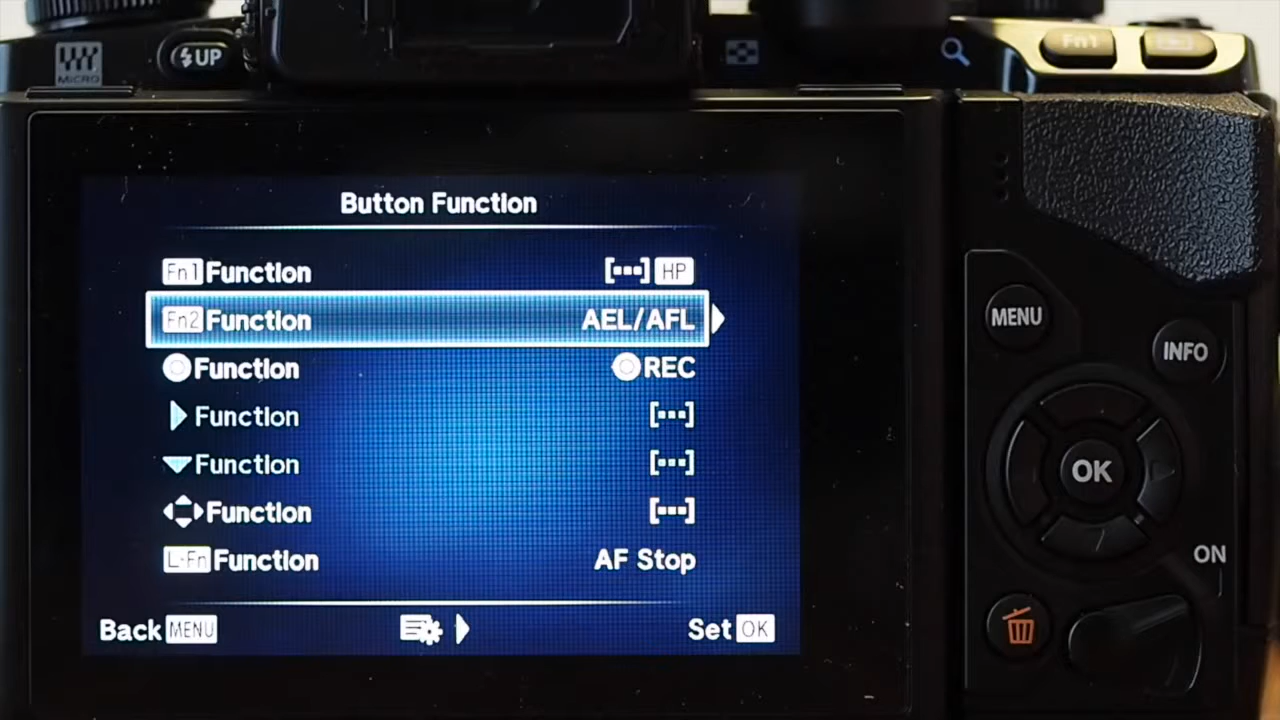 MICRO
UP
Fn1
Button Function
Fn1 Function [...] HP
Fn2 Function AEL/AFL
Function REC
Function [...]
Function [...]
Function [...]
L-Fn Function AF Stop
Back MENU
Set OK
MENU
INFO
OK
ON